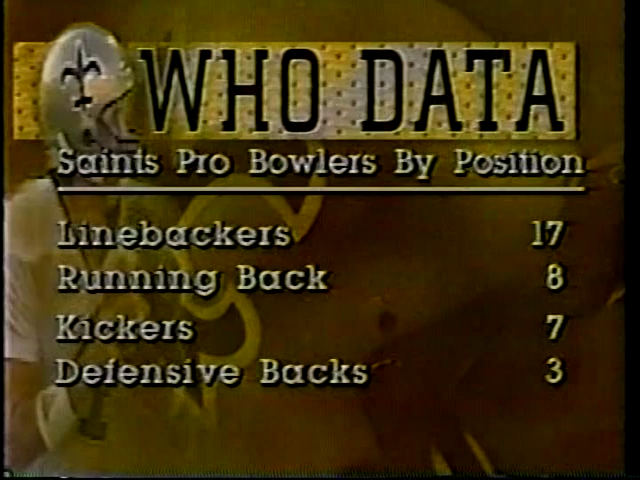 WHO DATA
Saints Pro Bowlers By Position
Linebackers 17
Running Back 8
Kickers 7
Defensive Backs 3